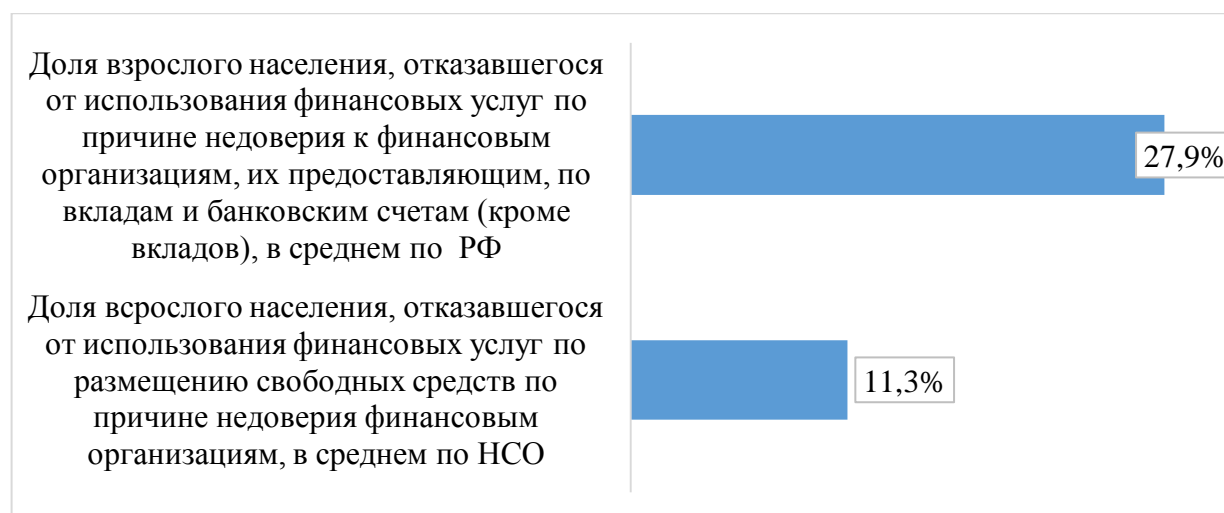 Доля взрослого населения, отказавшегося
от использования финансовых услуг по
причине недоверия к финансовым
организациям, их предоставляющим, по
вкладам и банковским счетам (кроме
вкладов), в среднем по РФ
27,9%
Доля всрослого населения, отказавшегося
от использования финансовых услуг по
размещению свободных средств по
причине недоверия финансовым
организациям, в среднем по НСО
11,3%